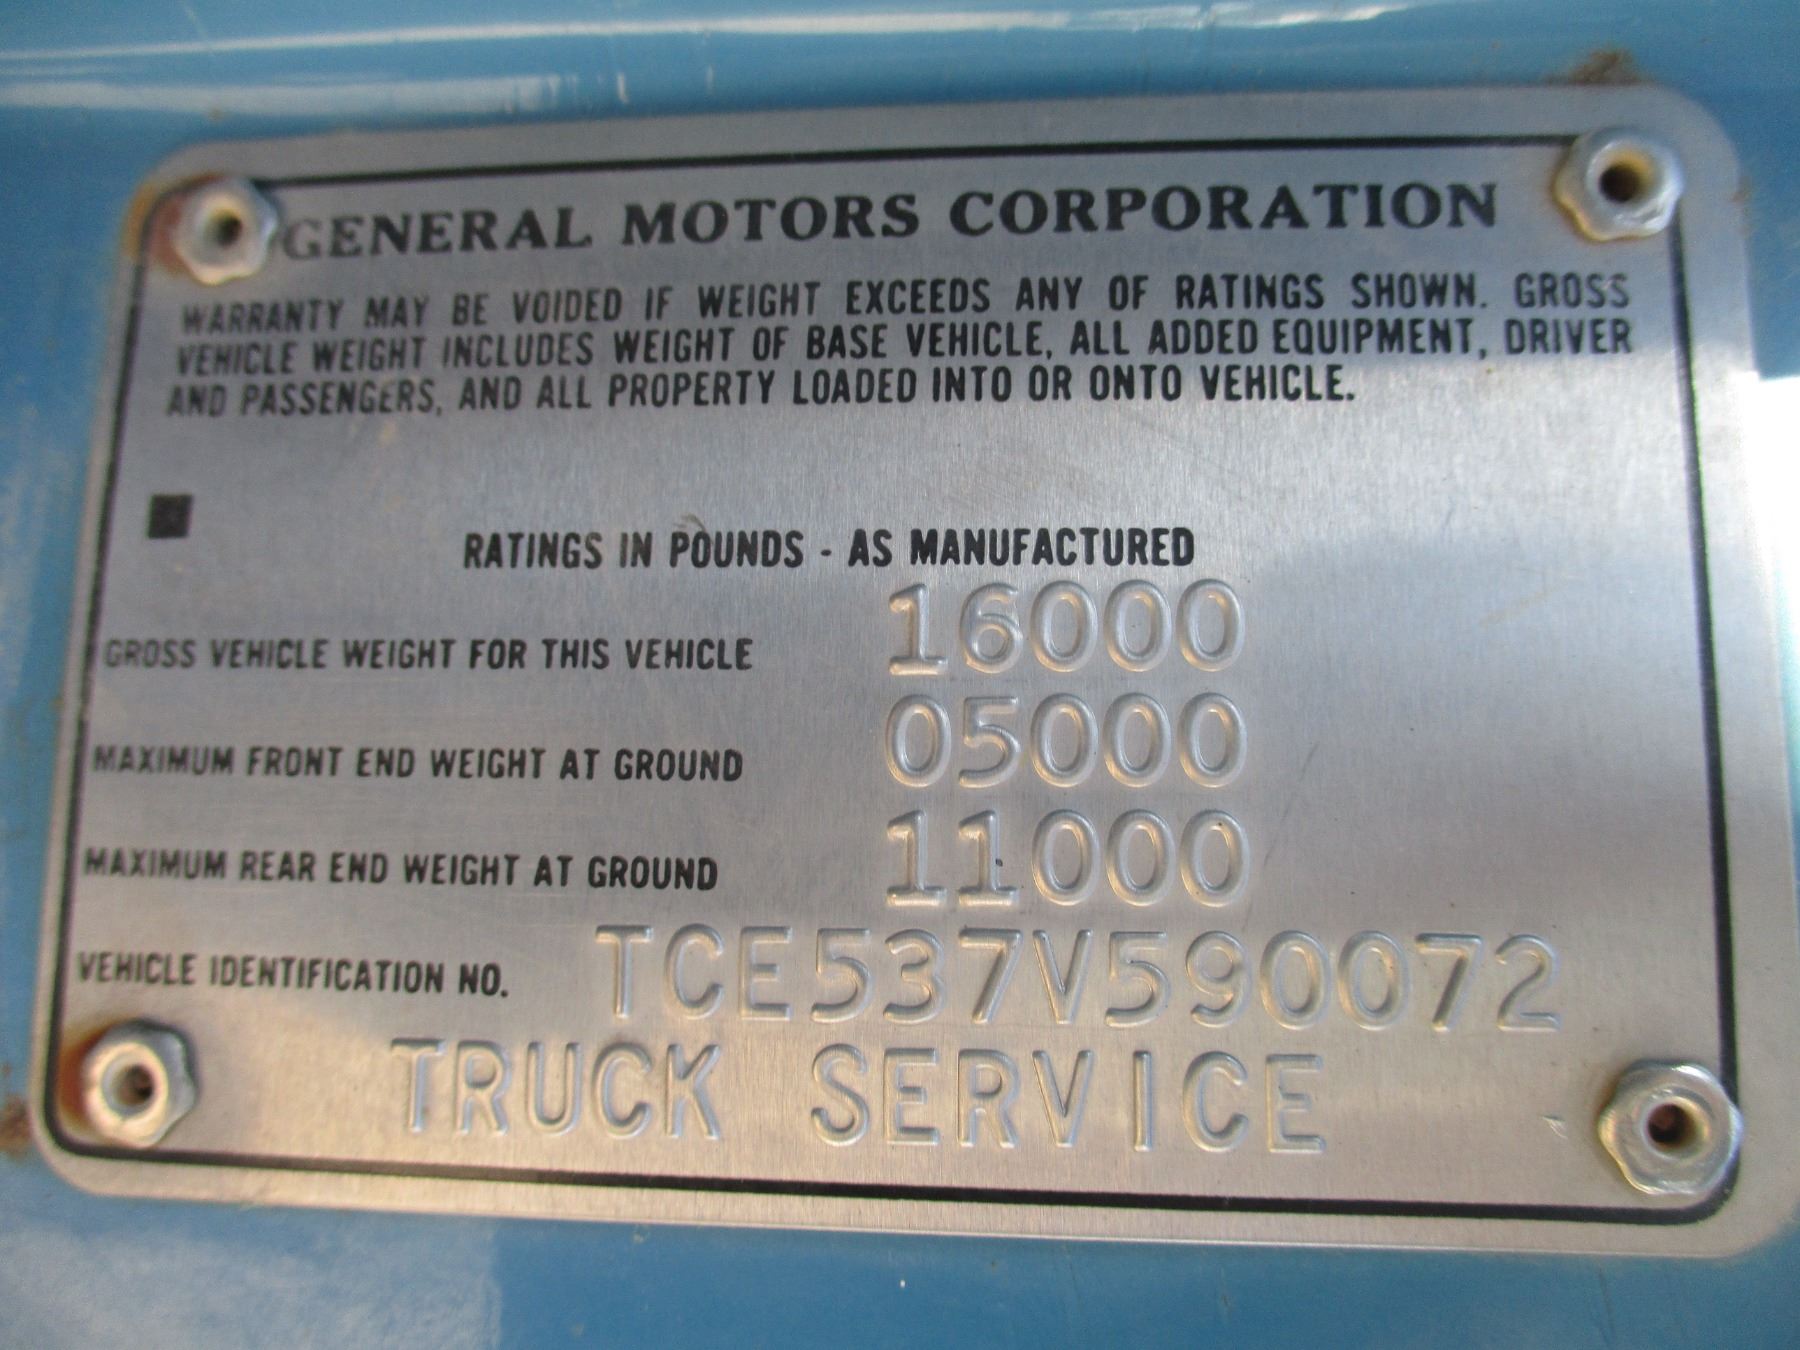 GENERAL MOTORS CORPORATION
WARRANTY MAY BE VOIDED IF WEIGHT EXCEEDS ANY OF RATINGS SHOWN. GROSS
VEHICLE WEIGHT INCLUDES WEIGHT OF BASE VEHICLE, ALL ADDED EQUIPMENT, DRIVER
AND PASSENGERS, AND ALL PROPERTY LOADED INTO OR ONTO VEHICLE.
RATINGS IN POUNDS - AS MANUFACTURED
GROSS VEHICLE WEIGHT FOR THIS VEHICLE 16000
MAXIMUM FRONT END WEIGHT AT GROUND 05000
MAXIMUM REAR END WEIGHT AT GROUND 11000
VEHICLE IDENTIFICATION NO. TCE537V590072
TRUCK SERVICE